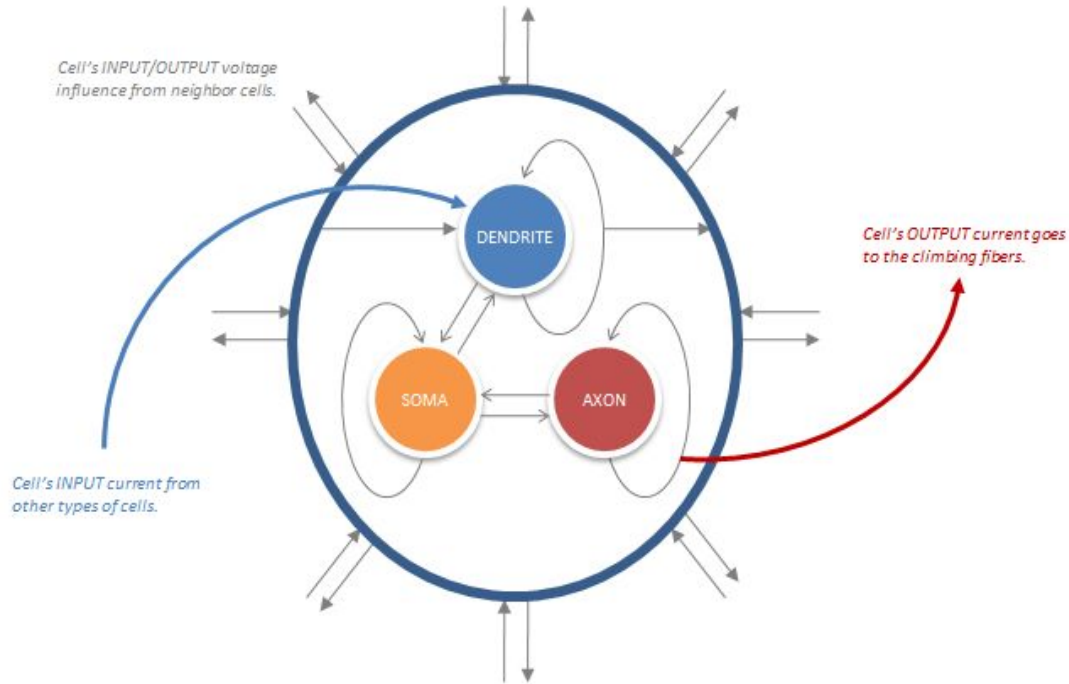 Cell's INPUT/OUTPUT voltage
influence from neighbor cells.
DENDRITE
Cell's OUTPUT current goes
to the climbing fibers.
SOMA
AXON
Cell's INPUT current from
other types of cells.